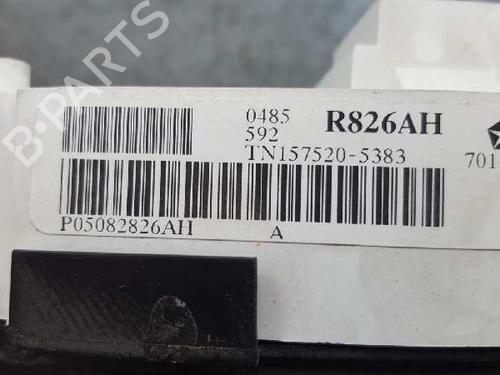 0485 R826AH
592
TN157520-5383
701
P05082826AH A
B-PARTS